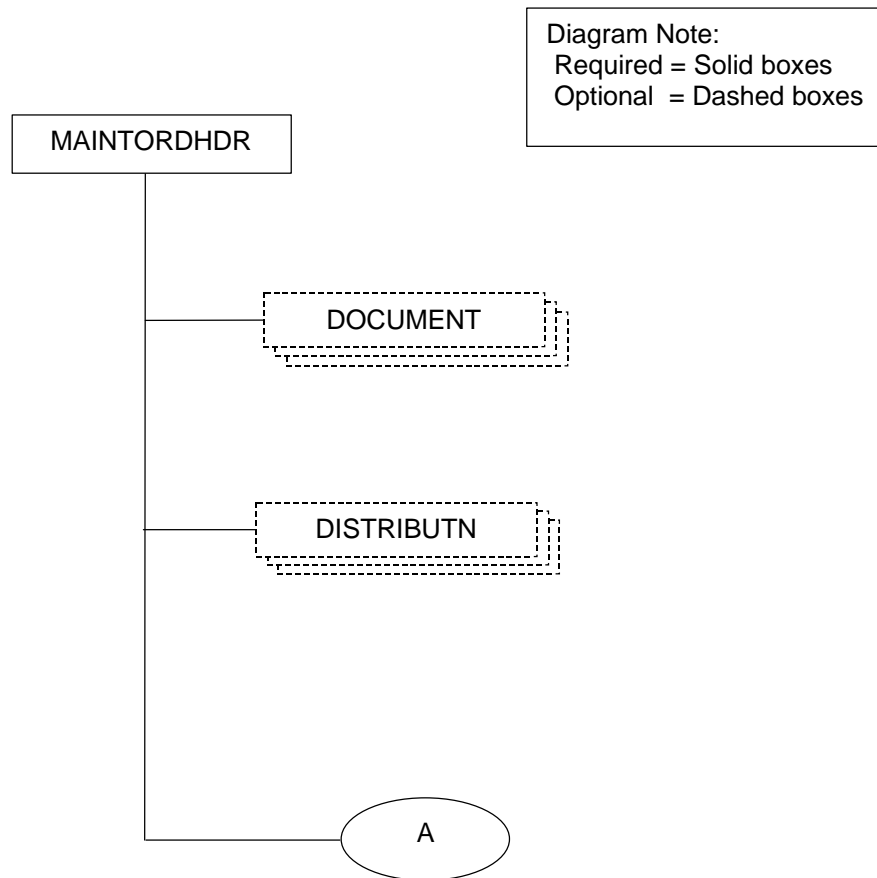 Diagram Note:
Required = Solid boxes
Optional = Dashed boxes
MAINTORDHDR
DOCUMENT
DISTRIBUTN
A